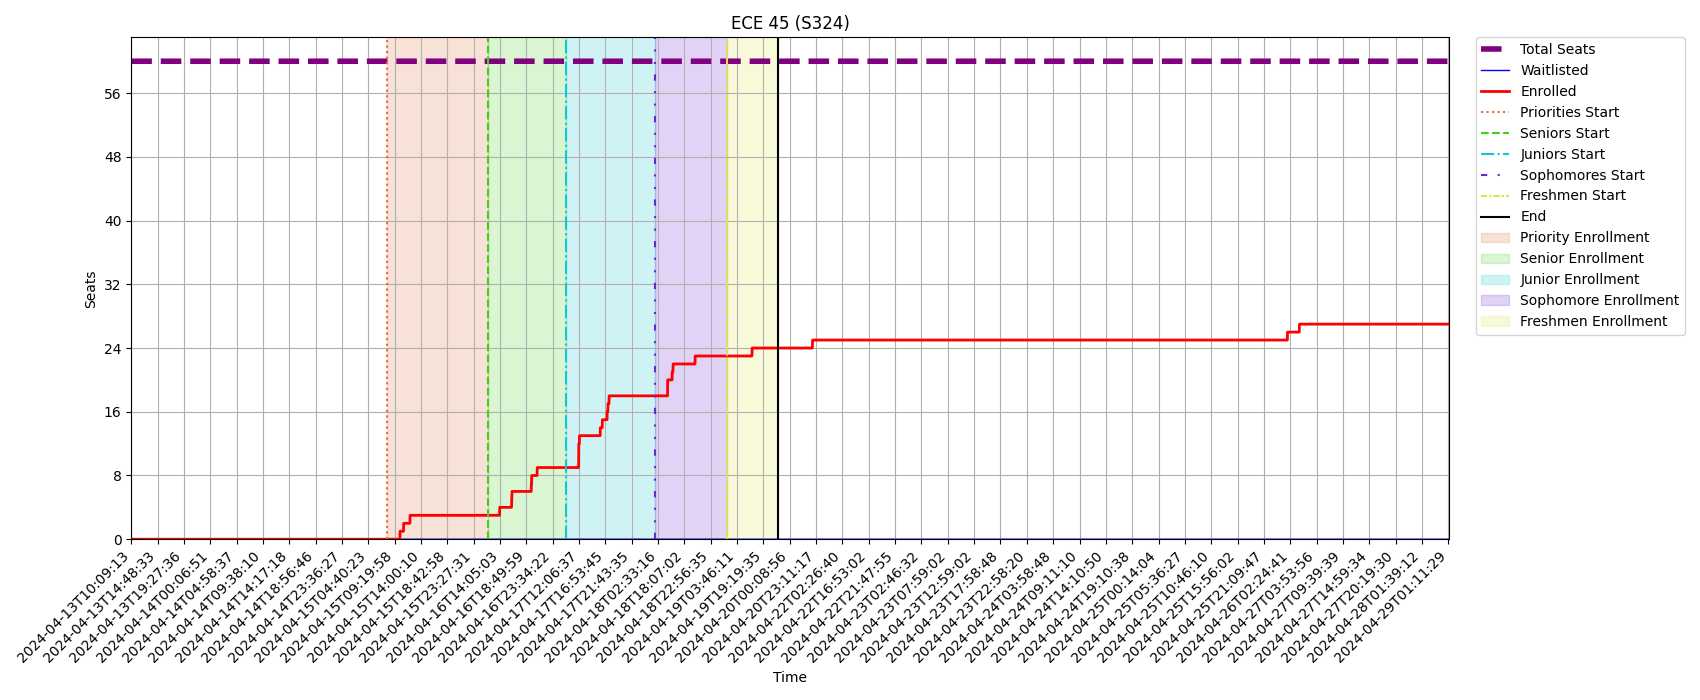 ECE 45 (S324)
Seats
56
48
40
32
24
16
8
0
2024-04-13T10:09:13
2024-04-13T14:48:33
2024-04-13T19:27:36
2024-04-14T00:06:51
2024-04-14T04:58:37
2024-04-14T09:38:10
2024-04-14T14:17:18
2024-04-14T18:56:46
2024-04-14T23:36:27
2024-04-15T04:40:23
2024-04-15T09:19:58
2024-04-15T14:00:10
2024-04-15T18:42:58
2024-04-15T23:27:31
2024-04-16T14:05:03
2024-04-16T18:49:59
2024-04-16T23:34:22
2024-04-17T12:06:37
2024-04-17T16:53:45
2024-04-17T21:43:35
2024-04-18T02:33:16
2024-04-18T18:07:02
2024-04-18T22:56:35
2024-04-19T03:46:11
2024-04-19T19:19:35
2024-04-20T00:08:56
2024-04-20T23:11:17
2024-04-22T02:26:40
2024-04-22T16:53:02
2024-04-22T21:47:55
2024-04-23T02:46:32
2024-04-23T07:59:02
2024-04-23T12:59:02
2024-04-23T17:58:48
2024-04-23T22:58:20
2024-04-24T03:58:48
2024-04-24T09:11:10
2024-04-24T14:10:50
2024-04-24T19:10:38
2024-04-25T00:14:04
2024-04-25T05:36:27
2024-04-25T10:46:10
2024-04-25T15:56:02
2024-04-25T21:09:47
2024-04-26T02:24:41
2024-04-27T03:53:56
2024-04-27T09:39:39
2024-04-27T14:59:34
2024-04-27T20:19:30
2024-04-28T01:39:12
2024-04-29T01:11:29
Time
Total Seats
Waitlisted
Enrolled
Priorities Start
Seniors Start
Juniors Start
Sophomores Start
Freshmen Start
End
Priority Enrollment
Senior Enrollment
Junior Enrollment
Sophomore Enrollment
Freshmen Enrollment